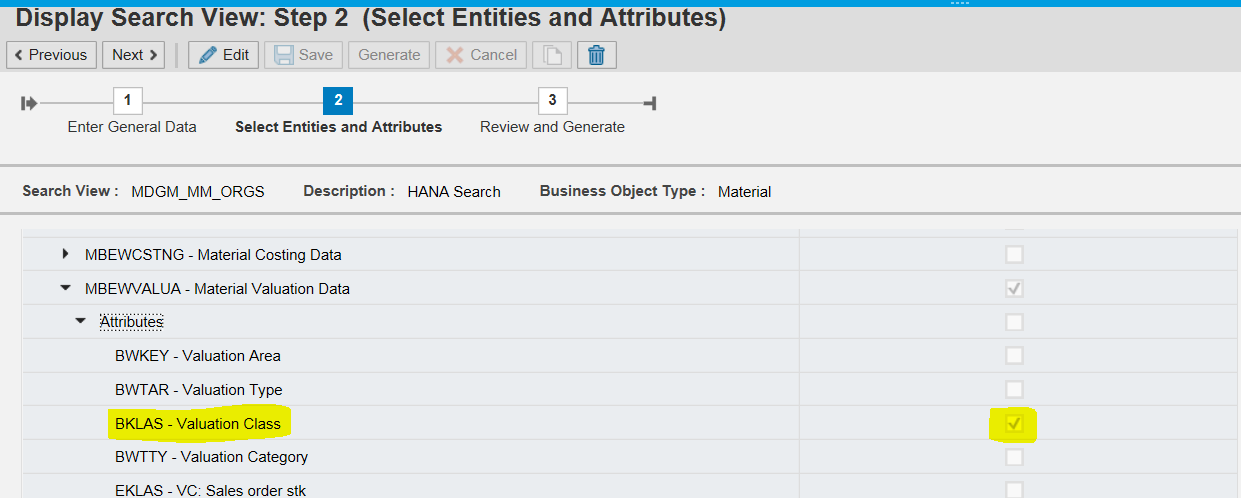 Display Search View: Step 2 (Select Entities and Attributes)
Previous Next Edit Save Generate Cancel
1 2 3
Enter General Data Select Entities and Attributes Review and Generate
Search View : MDGM_MM_ORGS Description : HANA Search Business Object Type : Material
MBEWCSTNG - Material Costing Data
MBEWVALUA - Material Valuation Data
Attributes
BWKEY - Valuation Area
BWTAR - Valuation Type
BKLAS - Valuation Class
BWTTY - Valuation Category
EKLAS - VC: Sales order stk